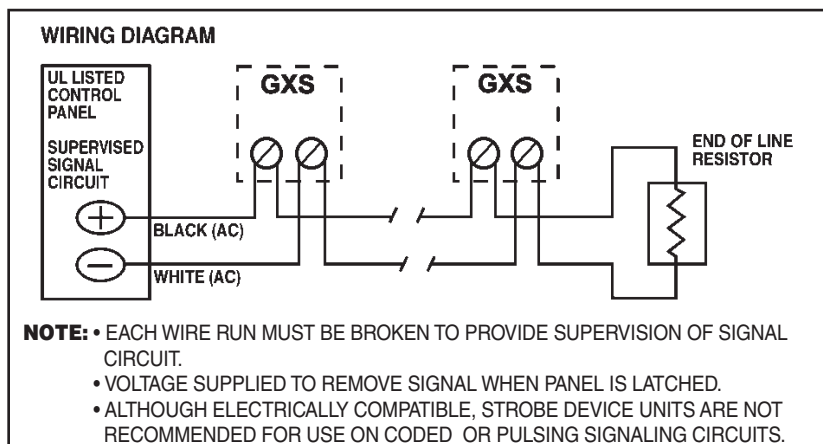 WIRING DIAGRAM
UL LISTED
CONTROL
PANEL
SUPERVISED
SIGNAL
CIRCUIT
+
−
BLACK (AC)
WHITE (AC)
GXS
GXS
END OF LINE
RESISTOR
NOTE: • EACH WIRE RUN MUST BE BROKEN TO PROVIDE SUPERVISION OF SIGNAL
CIRCUIT.
• VOLTAGE SUPPLIED TO REMOVE SIGNAL WHEN PANEL IS LATCHED.
• ALTHOUGH ELECTRICALLY COMPATIBLE, STROBE DEVICE UNITS ARE NOT
RECOMMENDED FOR USE ON CODED OR PULSING SIGNALING CIRCUITS.